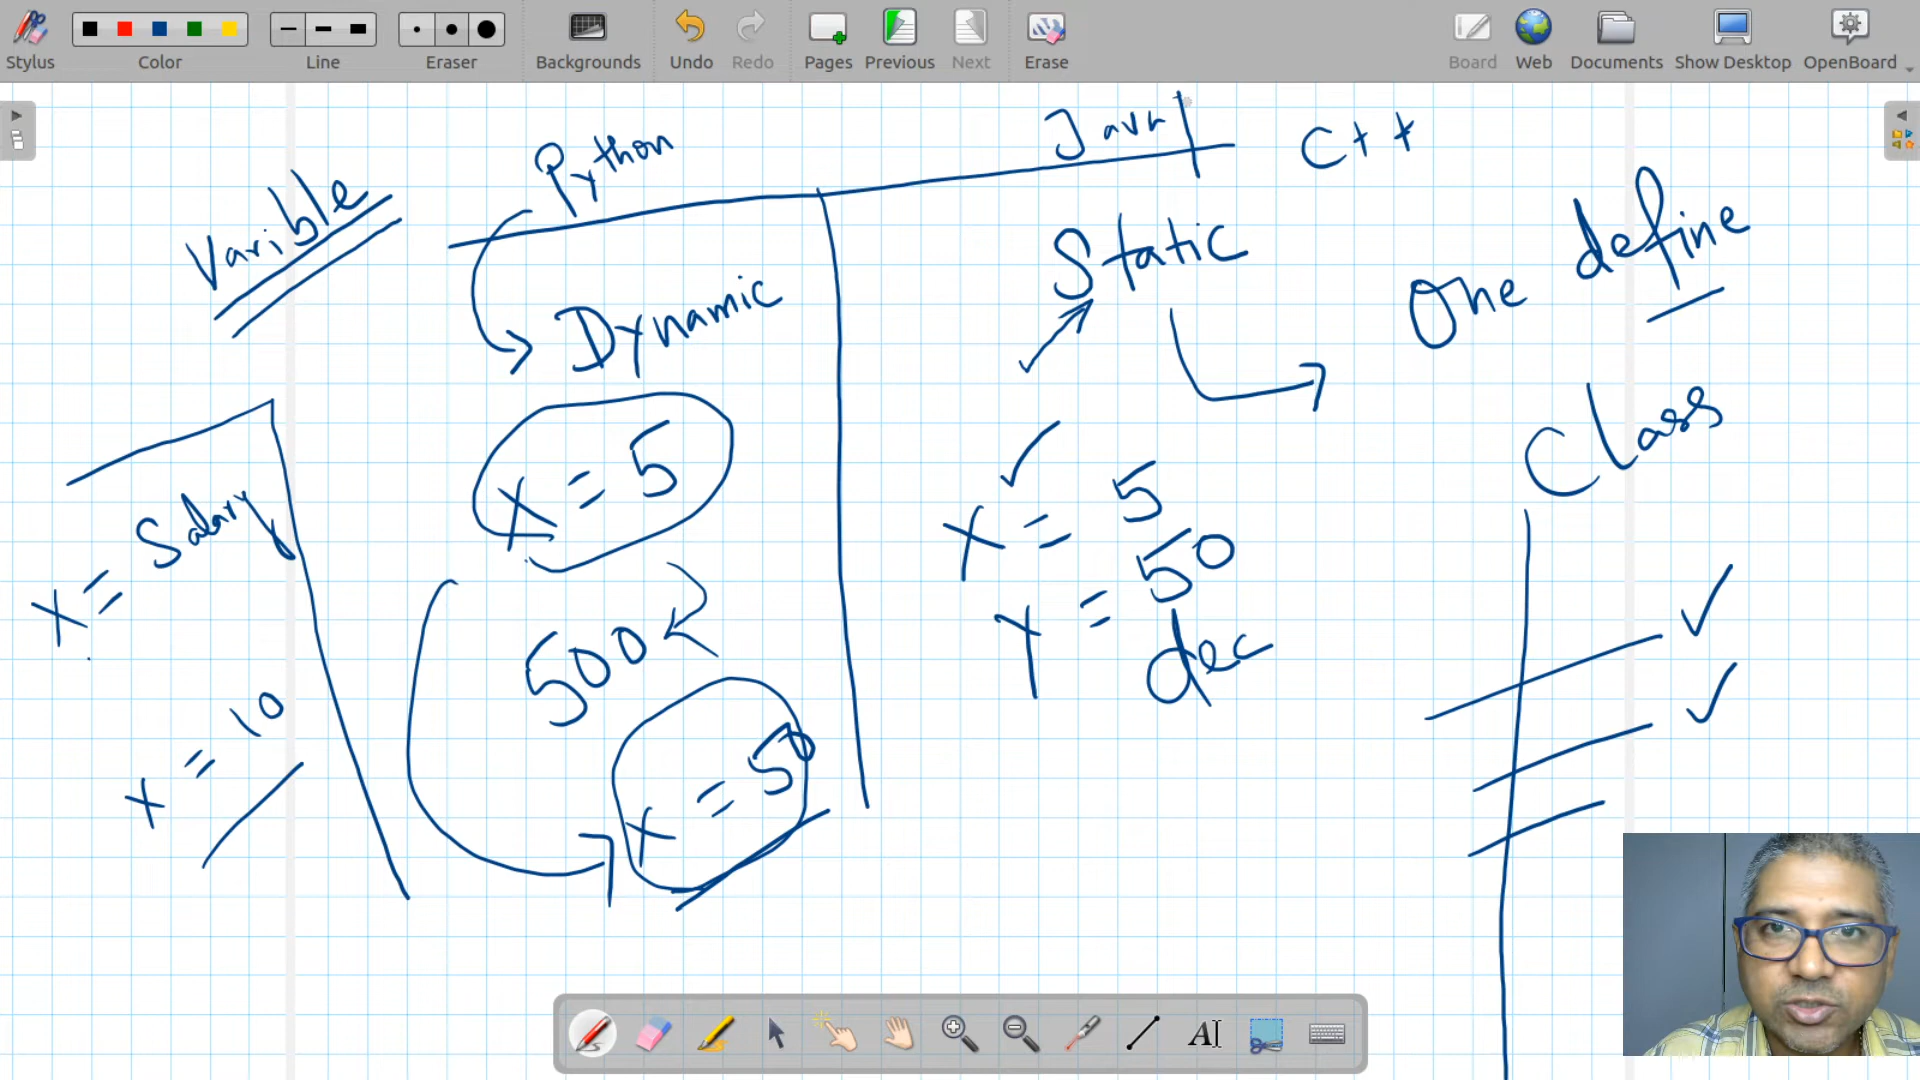 Stylus
Color
Line
Eraser
Backgrounds
Undo
Redo
Pages
Previous
Next
Erase
Board
Web
Documents
Show Desktop
OpenBoard
Varible
Python
Java
C++
Dynamic
Static
One define
Class
x = Salary
x = 10
x = 5
500
x = 50
x = 5
y = 50
dec
AI